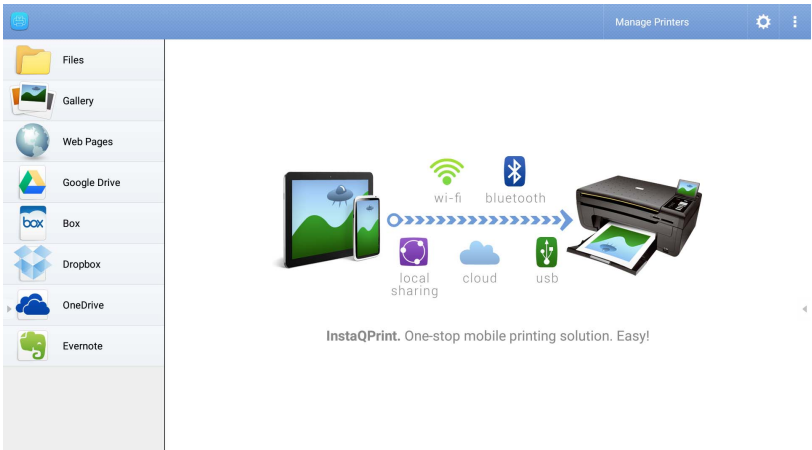 Manage Printers
Files
Gallery
Web Pages
Google Drive
box
Box
Dropbox
OneDrive
Evernote
wi-fi
bluetooth
local
sharing
cloud
usb
InstaQPrint. One-stop mobile printing solution. Easy!